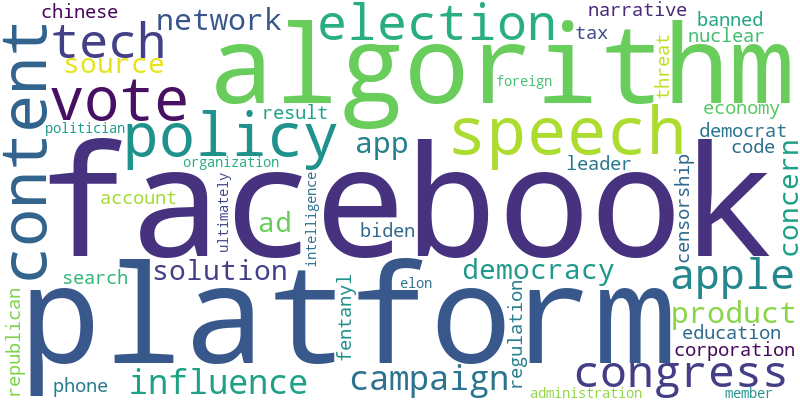 chinese
network
election
narrative
banned
tech
algorithm
tax
nuclear
source
threat
content
vote
foreign
result
economy
politician
policy
app
speech
democrat
code
organization
leader
facebook
concern
account
ultimately
ad
intelligence
biden
censorship
search
solution
democracy
apple
elon
platform
republican
fentanyl
regulation
product
education
corporation
phone
influence
campaign
congress
administration
member